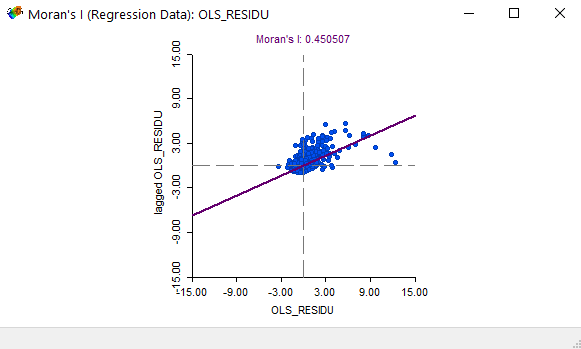 Moran's I (Regression Data): OLS_RESIDU
Moran's I: 0.450507
15.00
9.00
3.00
-3.00
-9.00
-15.00
lagged OLS_RESIDU
-15.00 -9.00 -3.00 3.00 9.00 15.00
OLS_RESIDU